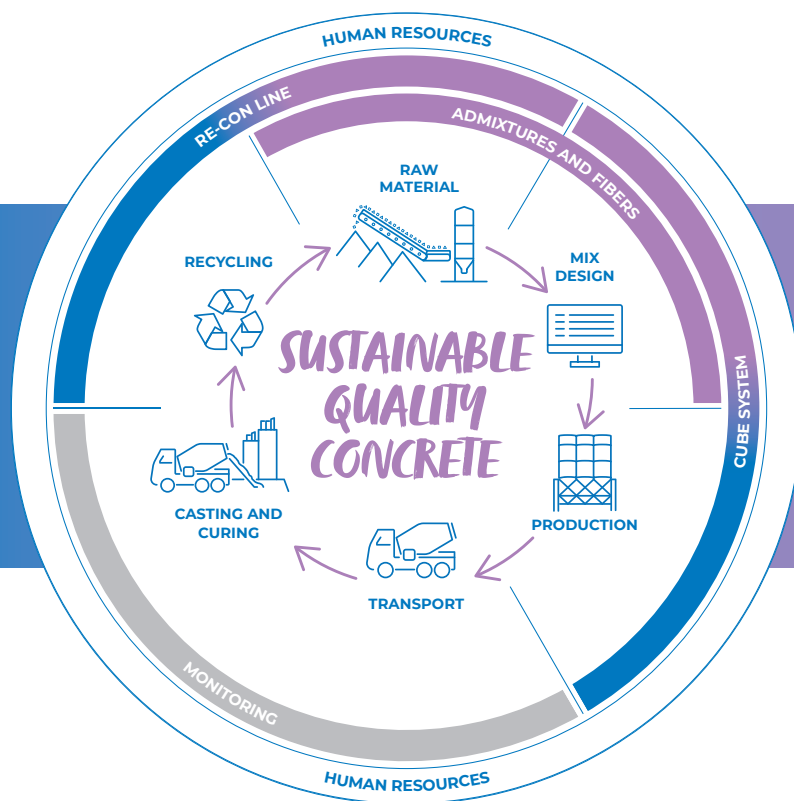 HUMAN RESOURCES
RE-CON LINE
ADMIXTURES AND FIBERS
RAW
MATERIAL
RECYCLING
MIX
DESIGN
SUSTAINABLE
QUALITY
CONCRETE
CUBE SYSTEM
CASTING AND
CURING
PRODUCTION
TRANSPORT
MONITORING
HUMAN RESOURCES